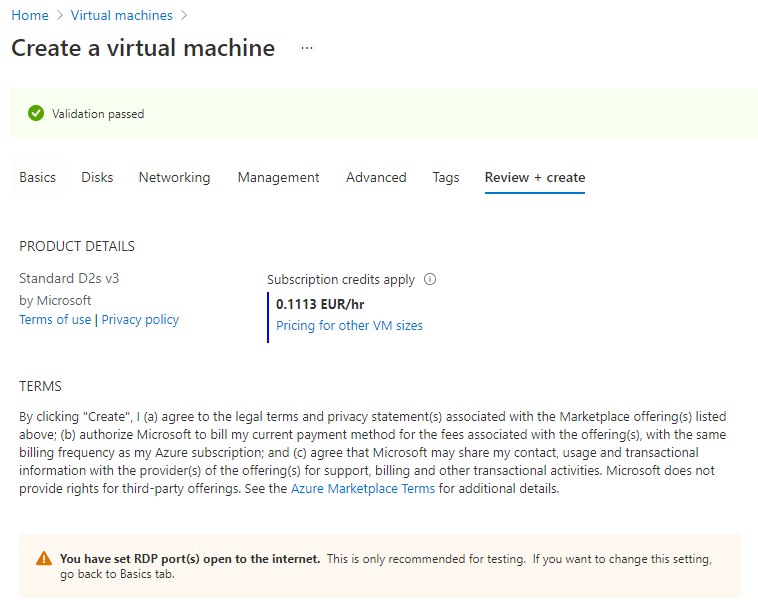 Home > Virtual machines >
Create a virtual machine ...
Validation passed
Basics Disks Networking Management Advanced Tags Review + create
PRODUCT DETAILS
Standard D2s v3
by Microsoft
Terms of use | Privacy policy
Subscription credits apply
0.1113 EUR/hr
Pricing for other VM sizes
TERMS
By clicking "Create", I (a) agree to the legal terms and privacy statement(s) associated with the Marketplace offering(s) listed
above; (b) authorize Microsoft to bill my current payment method for the fees associated with the offering(s), with the same
billing frequency as my Azure subscription; and (c) agree that Microsoft may share my contact, usage and transactional
information with the provider(s) of the offering(s) for support, billing and other transactional activities. Microsoft does not
provide rights for third-party offerings. See the Azure Marketplace Terms for additional details.
You have set RDP port(s) open to the internet. This is only recommended for testing. If you want to change this setting,
go back to Basics tab.